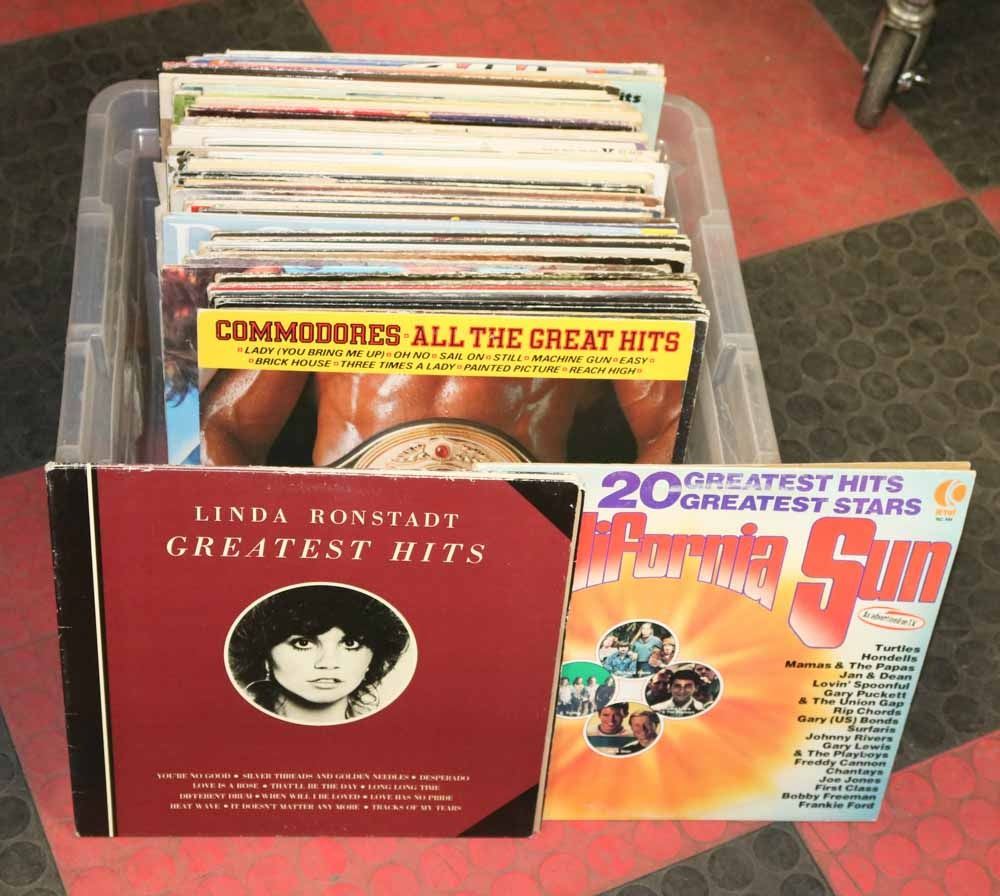 its
COMMODORES · ALL THE GREAT HITS
LADY (YOU BRING ME UP) OH NO SAIL ON STILL MACHINE GUN EASY
BRICK HOUSE THREE TIMES A LADY PAINTED PICTURE REACH HIGH
LINDA RONSTADT
GREATEST HITS
YOU'RE NO GOOD • SILVER THREADS AND GOLDEN NEEDLES • DESPERADO
LOVE IS A ROSE • THAT'LL BE THE DAY • LONG LONG TIME
DIFFERENT DRUM • WHEN WILL I BE LOVED • LOVE HAS NO PRIDE
HEAT WAVE • IT DOESN'T MATTER ANY MORE • TRACKS OF MY TEARS
20 GREATEST HITS
GREATEST STARS
K
lifornia Sun
As advertised on T.V.
Turtles
Hondells
Mamas & The Papas
Jan & Dean
Lovin' Spoonful
Gary Puckett
& The Union Gap
Rip Chords
Gary (US) Bonds
Surfaris
Johnny Rivers
Gary Lewis
& The Playboys
Freddy Cannon
Chantays
Joe Jones
First Class
Bobby Freeman
Frankie Ford